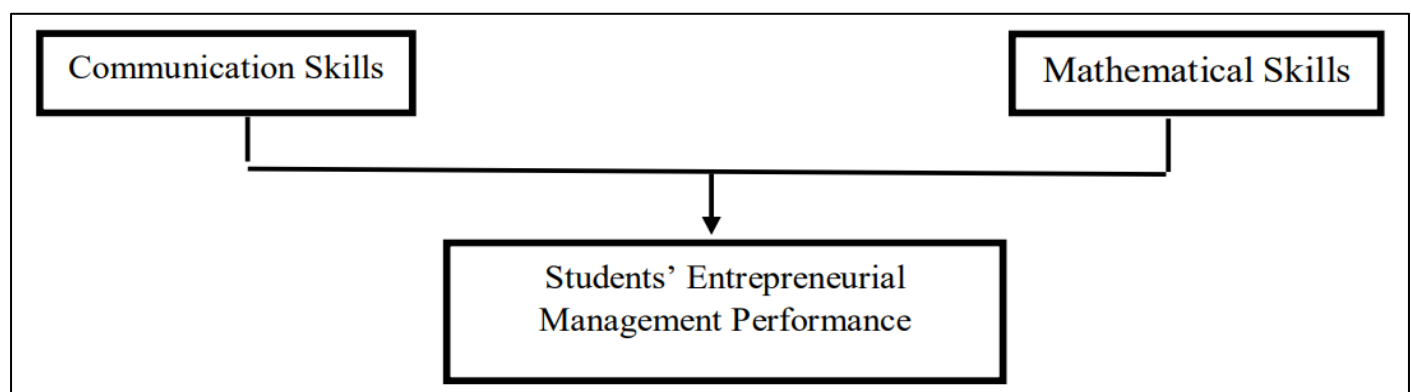 Communication Skills
Mathematical Skills
Students’ Entrepreneurial
Management Performance